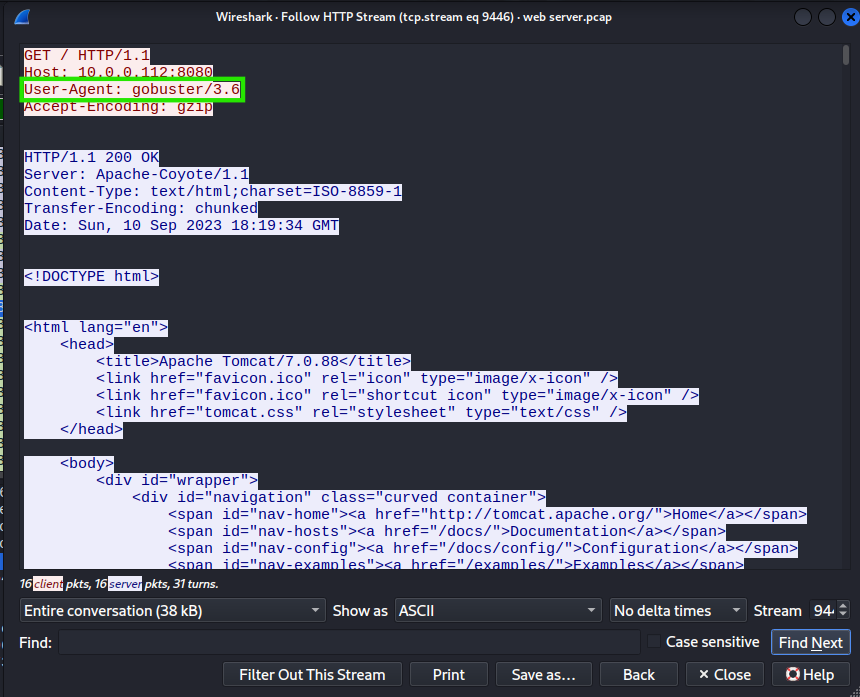 Wireshark · Follow HTTP Stream (tcp.stream eq 9446) · web server.pcap
GET / HTTP/1.1
Host: 10.0.0.112:8080
User-Agent: gobuster/3.6
Accept-Encoding: gzip
HTTP/1.1 200 OK
Server: Apache-Coyote/1.1
Content-Type: text/html;charset=ISO-8859-1
Transfer-Encoding: chunked
Date: Sun, 10 Sep 2023 18:19:34 GMT
<!DOCTYPE html>
<html lang="en">
    <head>
        <title>Apache Tomcat/7.0.88</title>
        <link href="favicon.ico" rel="icon" type="image/x-icon" />
        <link href="favicon.ico" rel="shortcut icon" type="image/x-icon" />
        <link href="tomcat.css" rel="stylesheet" type="text/css" />
    </head>
    <body>
        <div id="wrapper">
            <div id="navigation" class="curved container">
                <span id="nav-home"><a href="http://tomcat.apache.org/">Home</a></span>
                <span id="nav-hosts"><a href="/docs/">Documentation</a></span>
                <span id="nav-config"><a href="/docs/config/">Configuration</a></span>
                <span id="nav-examples"><a href="/examples/">Examples</a></span>
16 client pkts, 16 server pkts, 31 turns.
Entire conversation (38 kB) Show as ASCII No delta times Stream 944
Find: Case sensitive Find Next
Filter Out This Stream Print Save as… Back Close Help